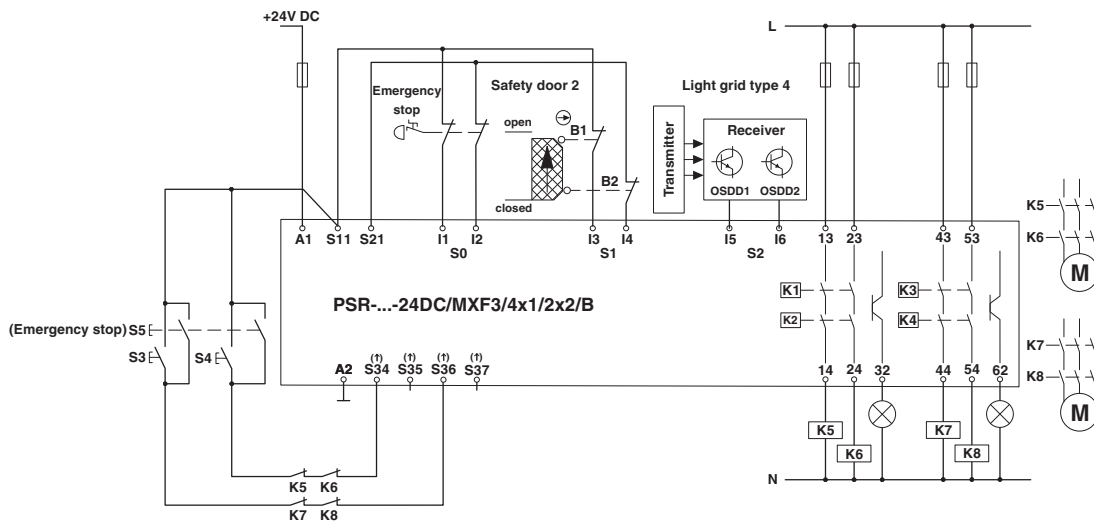 +24V DC
L
Emergency
stop
Safety door 2
Light grid type 4
open
closed
B1
B2
Transmitter
Receiver
OSDD1 OSDD2
K5
K6
M
A1 S11 S21 I1 I2 I3 I4 I5 I6 13 23 43 53
S0 S1 S2
PSR-...-24DC/MXF3/4x1/2x2/B
K1 K3
K2 K4
(Emergency stop) S5
S3 S4
(↑) (↑) (↑) (↑)
A2 S34 S35 S36 S37 14 24 32 44 54 62
K7
K8
M
K5 K7
K6 K8
K5 K6
K7 K8
N